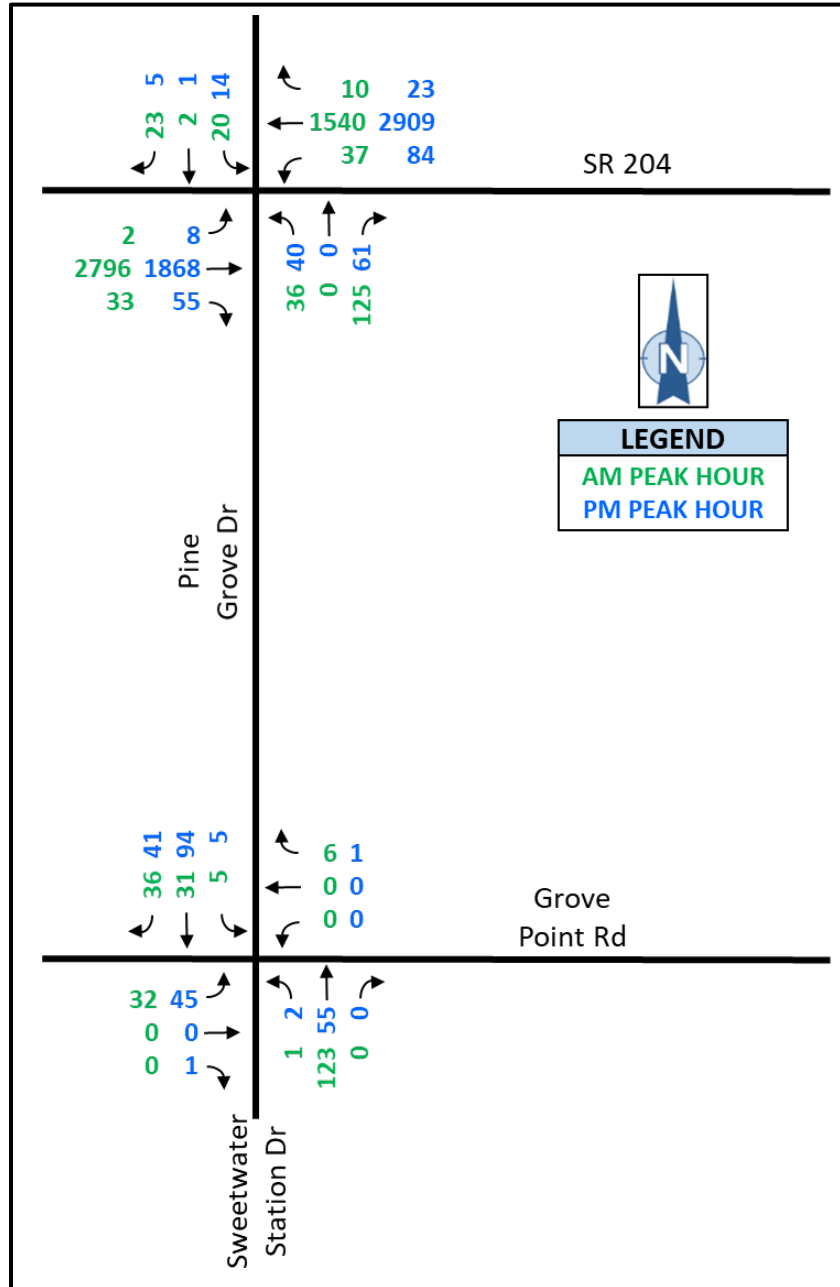 5 1 14
23 2 20
10 23
1540 2909
37 84
SR 204
2 8
2796 1868
33 55
40 0 61
36 0 125
N
LEGEND
AM PEAK HOUR
PM PEAK HOUR
Pine
Grove Dr
41 94 5
36 31 5
6 1
0 0
0 0
Grove
Point Rd
32 45
0 0
0 1
2 55 0
1 123 0
Sweetwater
Station Dr